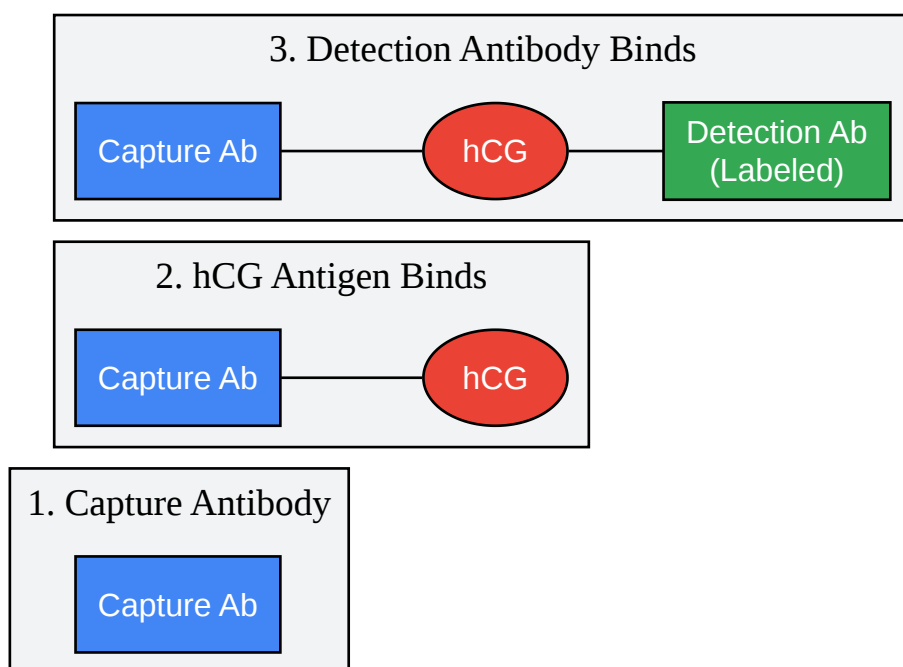 3. Detection Antibody Binds
Capture Ab
hCG
Detection Ab
(Labeled)
2. hCG Antigen Binds
Capture Ab
hCG
1. Capture Antibody
Capture Ab